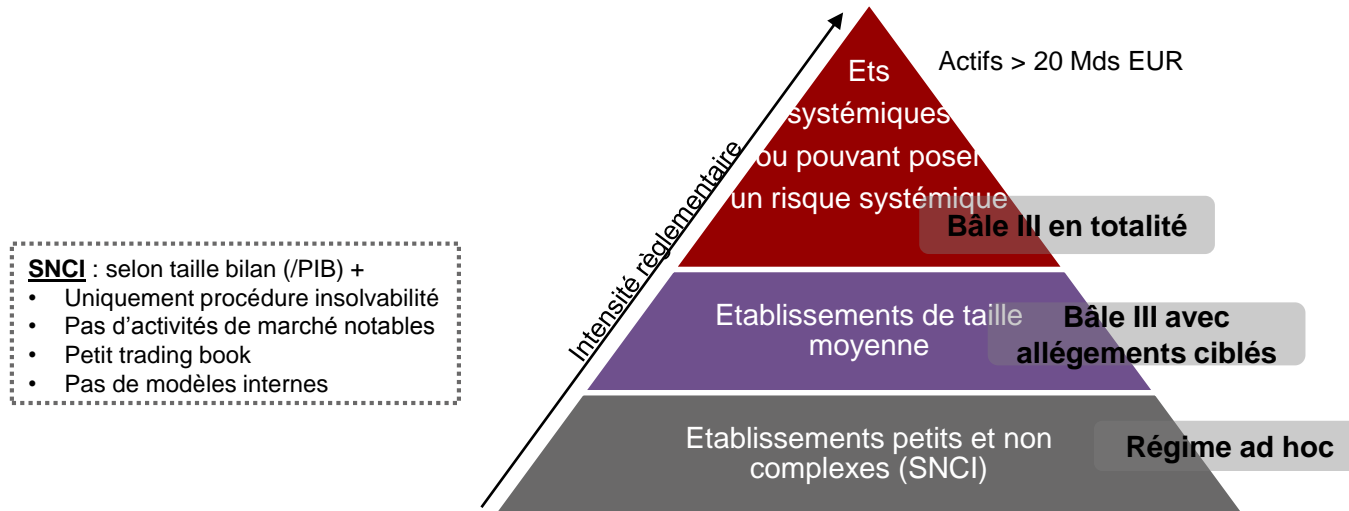 Actifs > 20 Mds EUR
Ets
systémiques
ou pouvant poser
un risque systémique
Bâle III en totalité
Intensité règlementaire
SNCI : selon taille bilan (/PIB) +
• Uniquement procédure insolvabilité
• Pas d’activités de marché notables
• Petit trading book
• Pas de modèles internes
Etablissements de taille
moyenne
Bâle III avec
allégements ciblés
Etablissements petits et non
complexes (SNCI)
Régime ad hoc